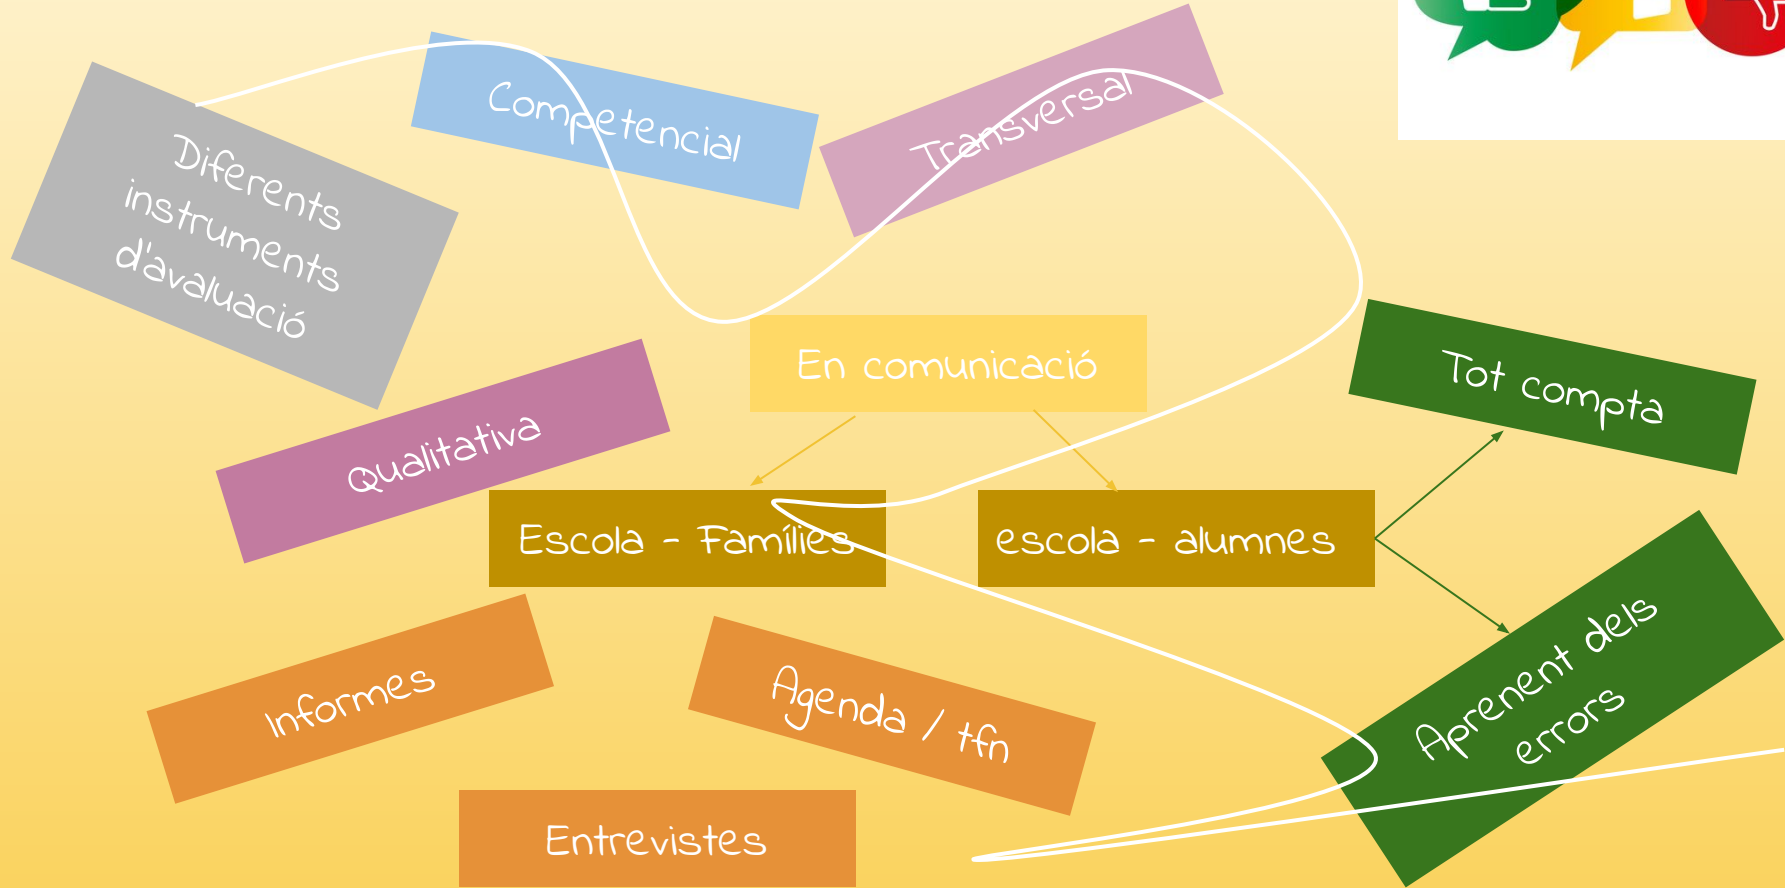 Competencial
Transversal
Diferents
instruments
d'avaluació
En comunicació
Tot compta
Qualitativa
Escola - Famílies
escola - alumnes
Aprenent dels
errors
Informes
Agenda / tfn
Entrevistes